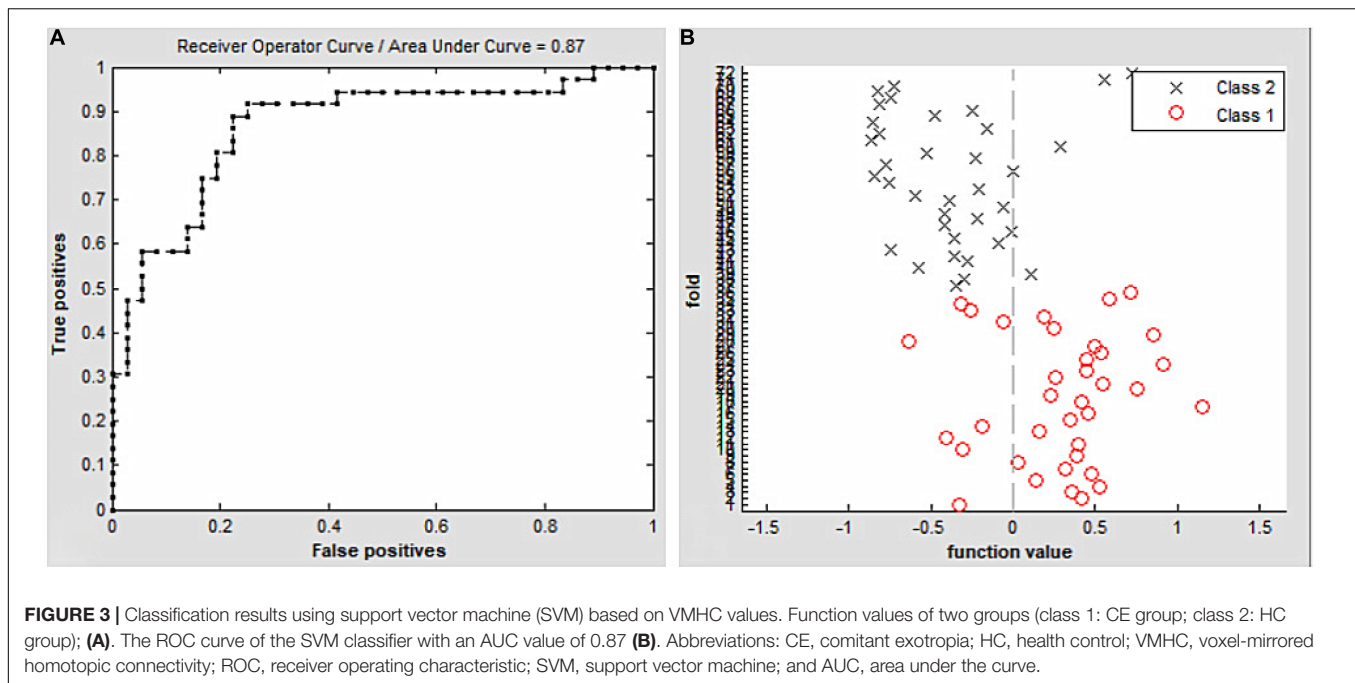 A
Receiver Operator Curve / Area Under Curve = 0.87
1
0.9
0.8
0.7
0.6
0.5
0.4
0.3
0.2
0.1
0
True positives
0 0.2 0.4 0.6 0.8 1
False positives
B
Class 2
Class 1
72
fold
1
-1.5 -1 -0.5 0 0.5 1 1.5
function value
FIGURE 3 | Classification results using support vector machine (SVM) based on VMHC values. Function values of two groups (class 1: CE group; class 2: HC
group); (A). The ROC curve of the SVM classifier with an AUC value of 0.87 (B). Abbreviations: CE, comitant exotropia; HC, health control; VMHC, voxel-mirrored
homotopic connectivity; ROC, receiver operating characteristic; SVM, support vector machine; and AUC, area under the curve.